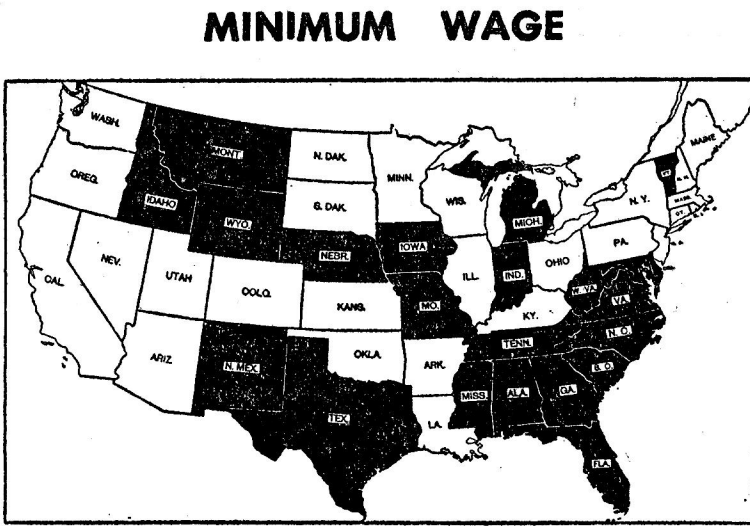 MINIMUM WAGE
WASH.
MONT.
N. DAK.
MINN.
MAINE
OREG.
IDAHO
S. DAK.
WIS.
MICH.
N. Y.
VT.
N. H.
MASS.
CT.
WYO.
NEBR.
IOWA
PA.
NEV.
UTAH
COLO.
ILL.
IND.
OHIO
CAL.
KANS.
MO.
W. VA.
VA.
KY.
ARIZ.
N. MEX.
OKLA.
ARK.
TENN.
N. C.
S. C.
TEX.
LA.
MISS.
ALA.
GA.
FLA.